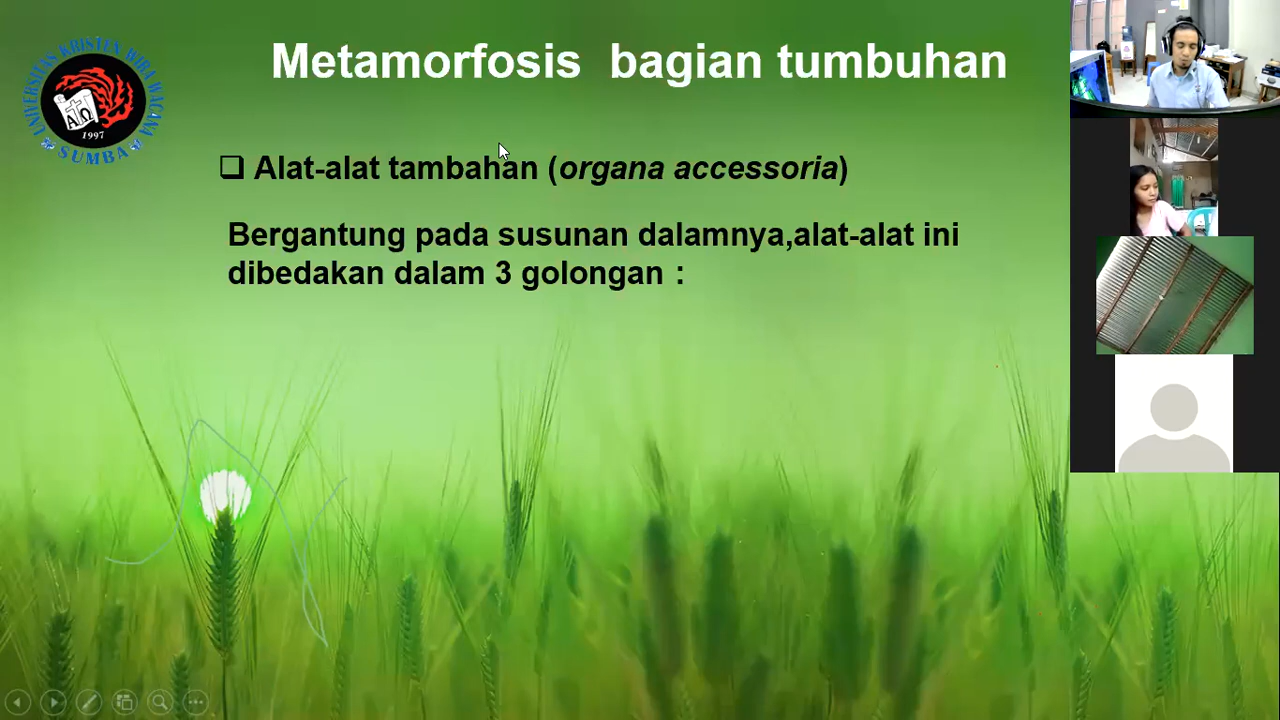 Metamorfosis  bagian tumbuhan
UNIVERSITAS KRISTEN WIRA WACANA
ΑΩ
1997
SUMBA
❑ Alat-alat tambahan (organa accessoria)
Bergantung pada susunan dalamnya,alat-alat ini
dibedakan dalam 3 golongan :